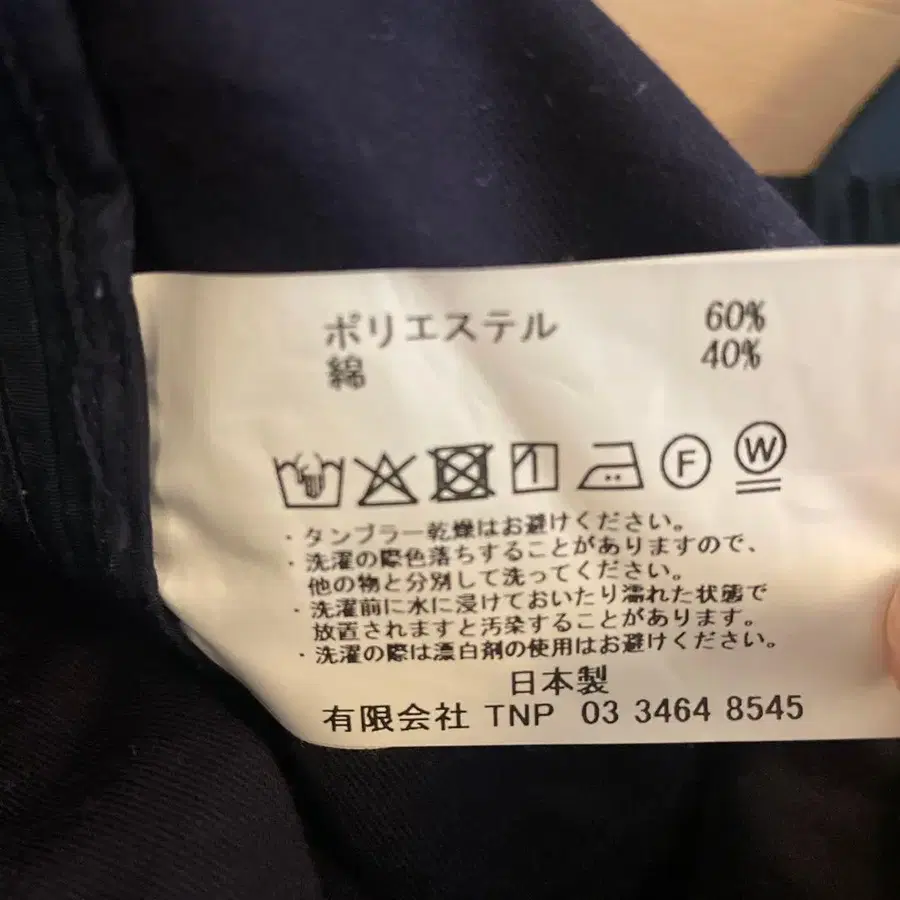 ポリエステル 60%
綿 40%
F W
・タンブラー乾燥はお避けください。
・洗濯の際色落ちすることがありますので、
他の物と分別して洗ってください。
・洗濯前に水に浸けておいたり濡れた状態で
放置されますと汚染することがあります。
・洗濯の際は漂白剤の使用はお避けください。
日本製
有限会社 TNP 03 3464 8545